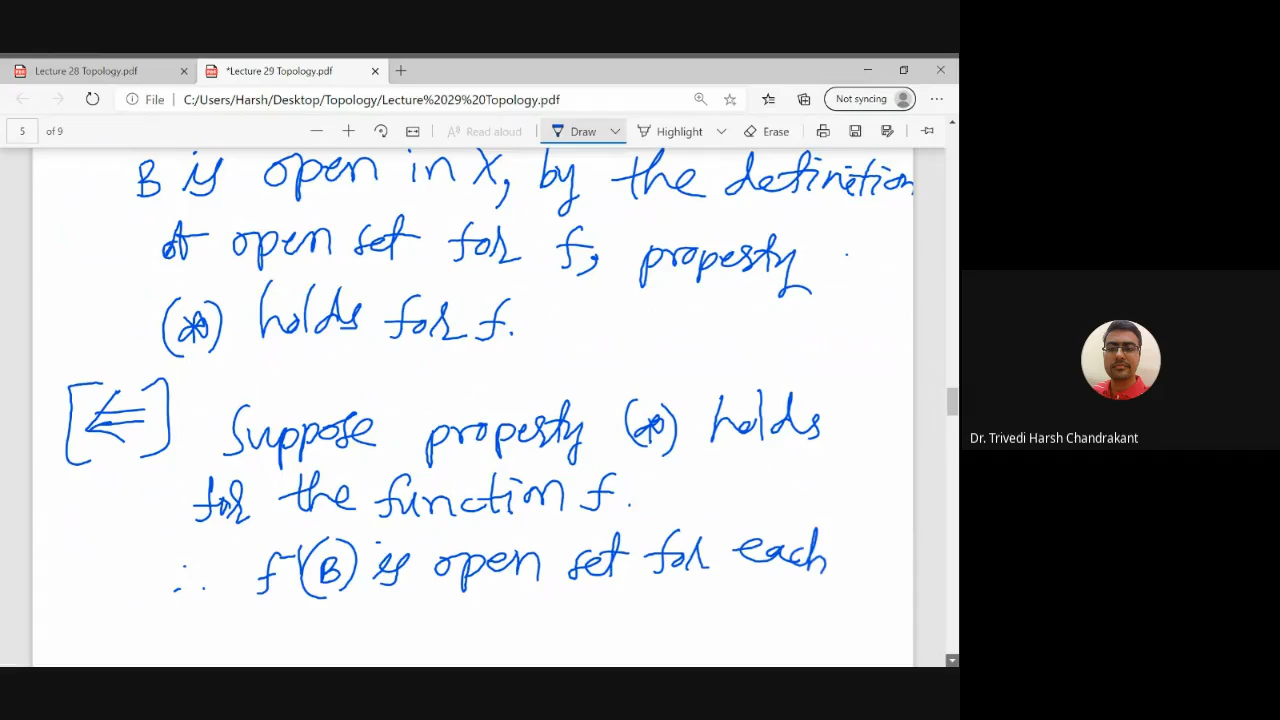 Lecture 28 Topology.pdf
*Lecture 29 Topology.pdf
File C:/Users/Harsh/Desktop/Topology/Lecture%2029%20Topology.pdf
Not syncing
5 of 9
Read aloud
Draw
Highlight
Erase
B is open in X, by the definition
of open set for f, property
(*) holds for f.
[⇐] Suppose property (*) holds
for the function f.
∴ f⁻¹(B) is open set for each
Dr. Trivedi Harsh Chandrakant